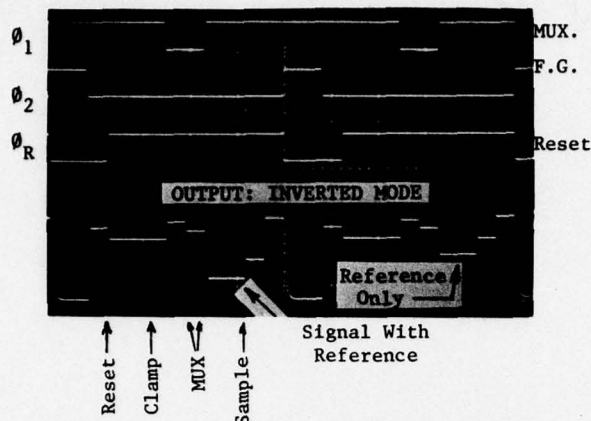 MUX.
Ø1
F.G.
Ø2
ØR
Reset
OUTPUT: INVERTED MODE
Reference
Only
Signal With
Reference
Reset
Clamp
MUX
Sample